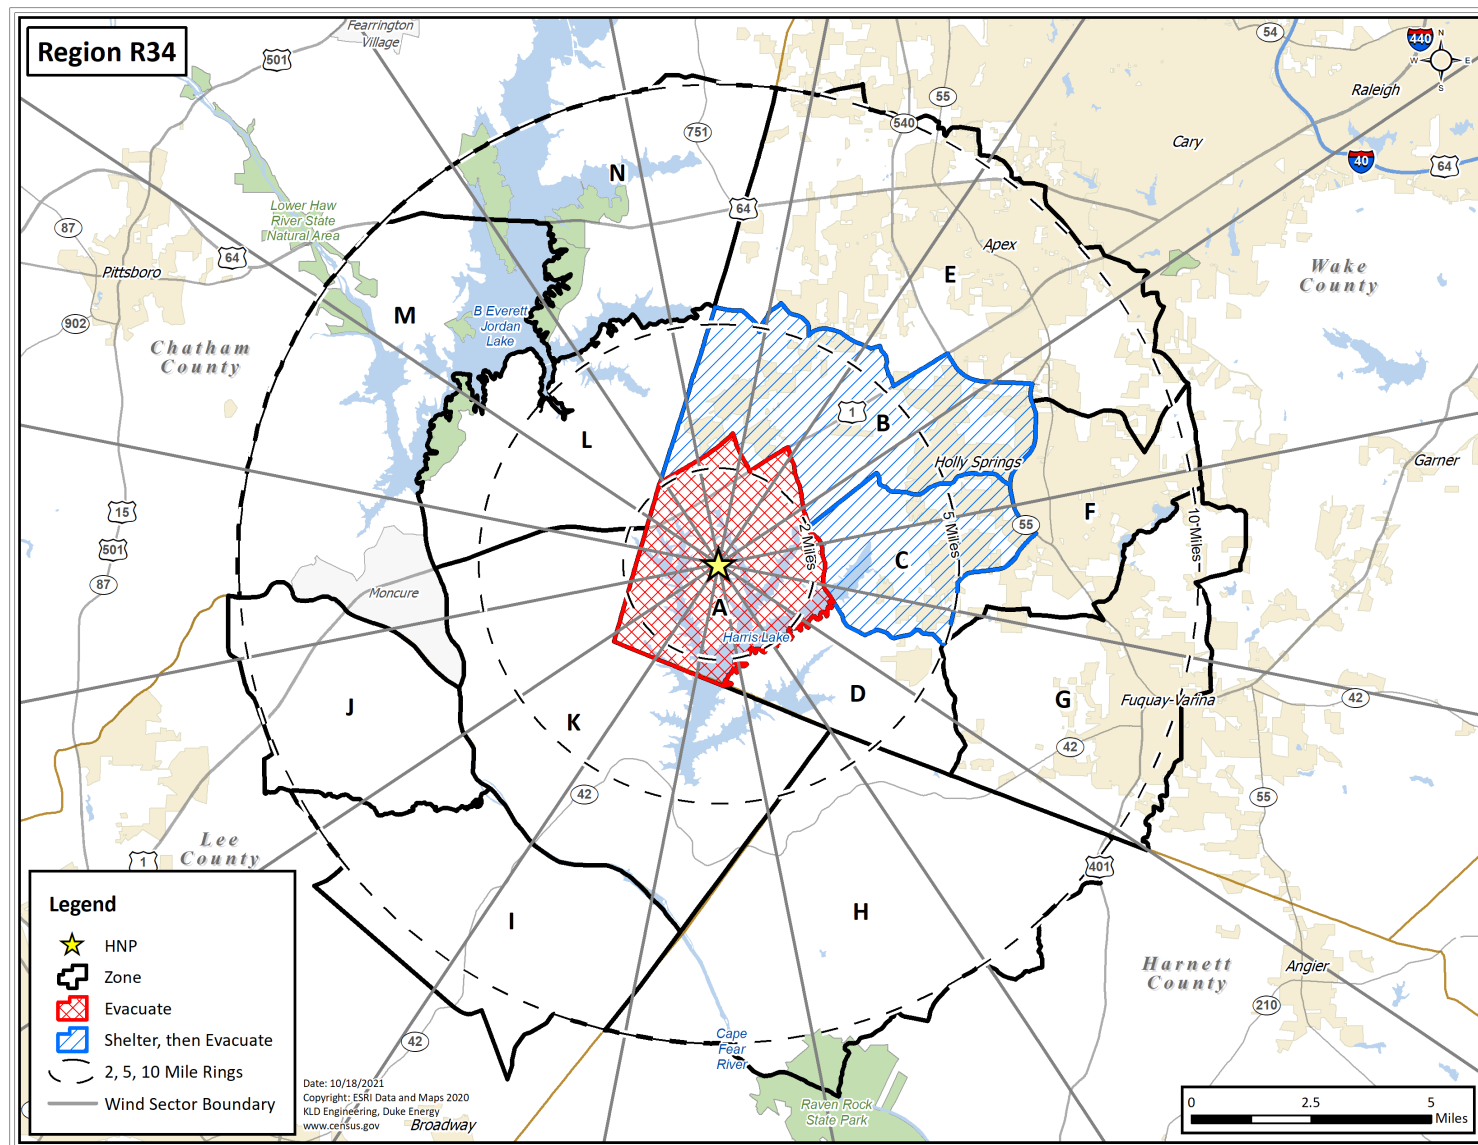 Region R34
Fearrington
Village
501
54
440
N
W
E
S
Raleigh
55
540
751
Cary
40
64
N
Lower Haw
River State
Natural Area
87
64
64
Pittsboro
Apex
E
Wake
County
M
B Everett
Jordan
Lake
902
Chatham
County
1
B
L
Holly Springs
Garner
15
501
5 Miles
2 Miles
C
55
F
10 Miles
87
Moncure
A
Harris Lake
J
K
D
G
Fuquay-Varina
42
42
42
55
Lee
County
1
401
I
H
Harnett
County
Angier
210
42
Cape
Fear
River
Raven Rock
State Park
Broadway
Legend
HNP
Zone
Evacuate
Shelter, then Evacuate
2, 5, 10 Mile Rings
Wind Sector Boundary
Date: 10/18/2021
Copyright: ESRI Data and Maps 2020
KLD Engineering, Duke Energy
www.census.gov
0 2.5 5
Miles